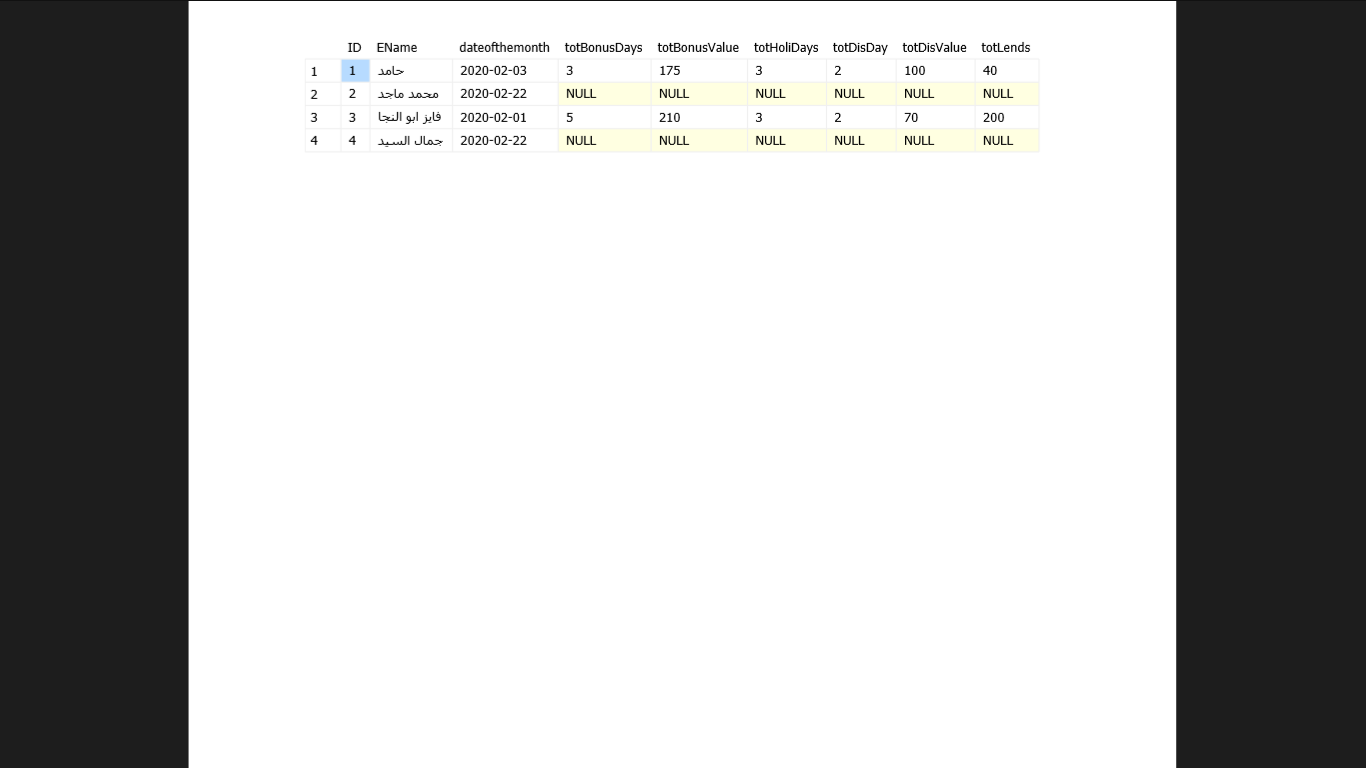 ID EName dateofthemonth totBonusDays totBonusValue totHoliDays totDisDay totDisValue totLends
1 1 حامد 2020-02-03 3 175 3 2 100 40
2 2 محمد ماجد 2020-02-22 NULL NULL NULL NULL NULL NULL
3 3 فايز ابو النجا 2020-02-01 5 210 3 2 70 200
4 4 جمال السيد 2020-02-22 NULL NULL NULL NULL NULL NULL